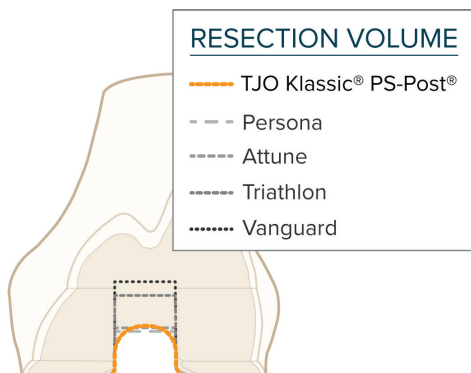 RESECTION VOLUME
TJO Klassic® PS-Post®
Persona
Attune
Triathlon
Vanguard